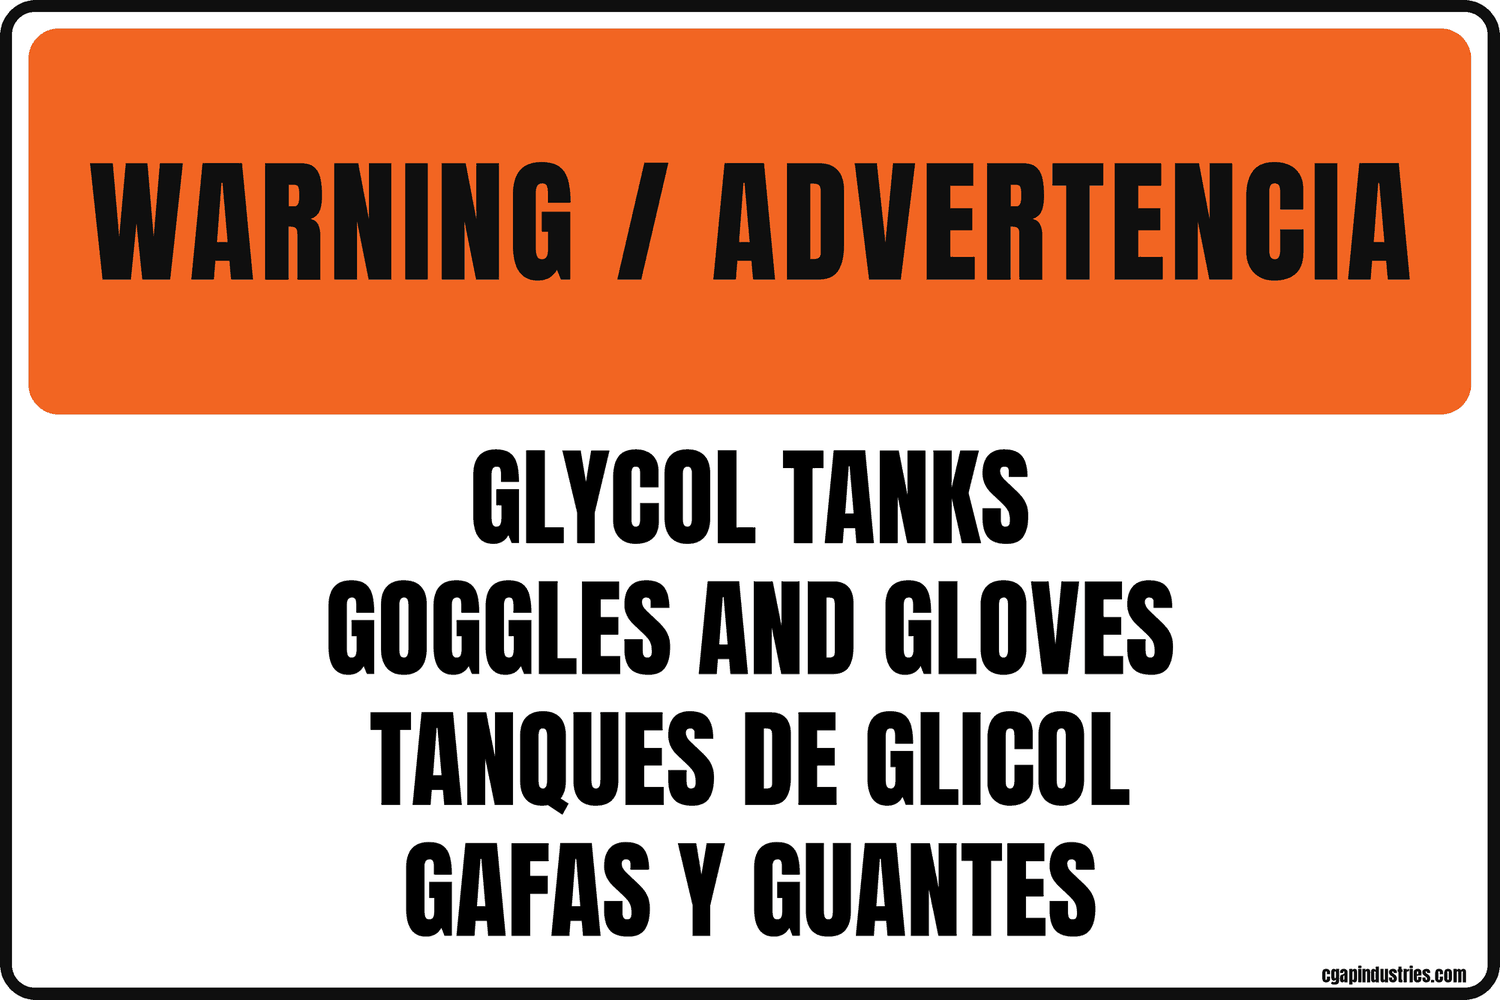 WARNING / ADVERTENCIA
GLYCOL TANKS
GOGGLES AND GLOVES
TANQUES DE GLICOL
GAFAS Y GUANTES
cgapindustries.com